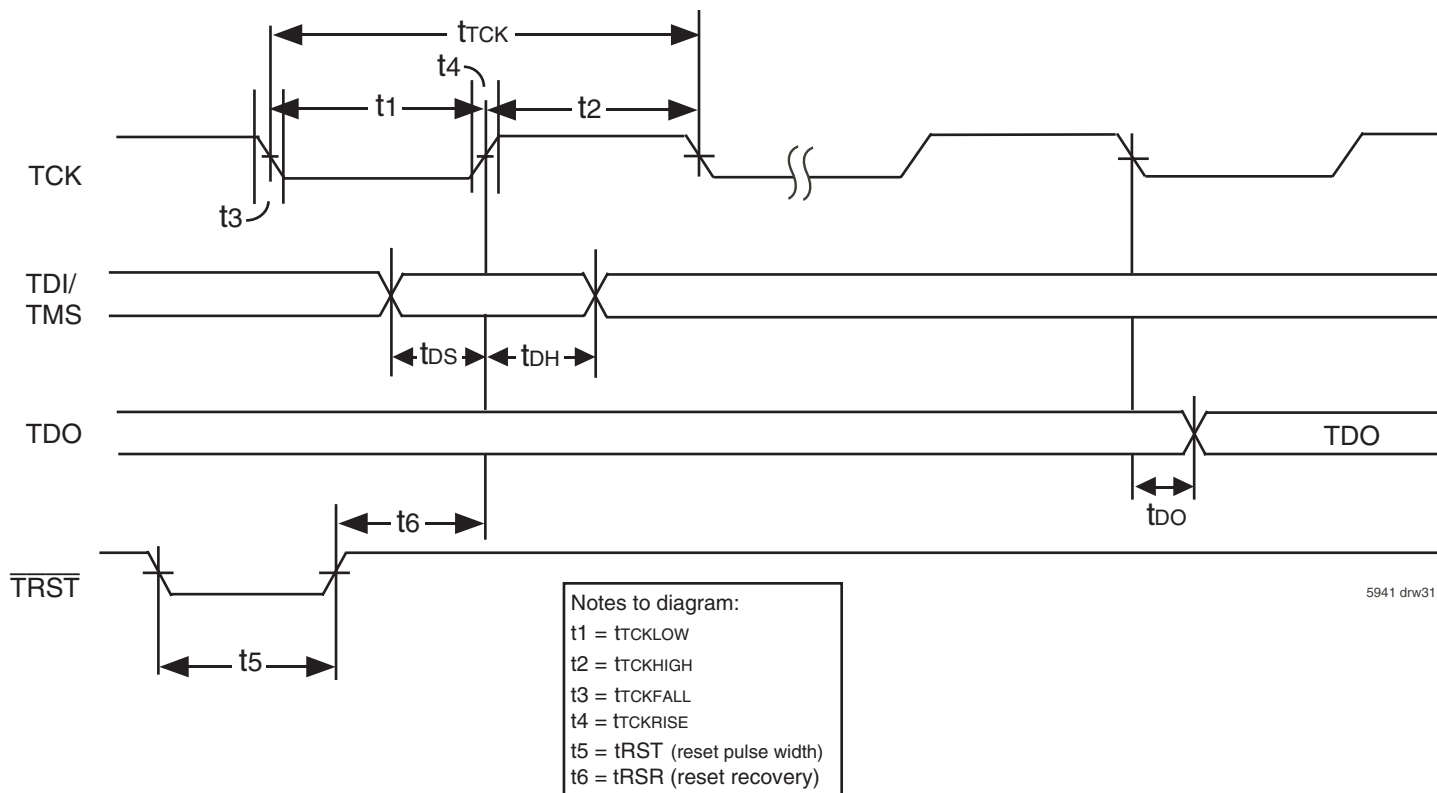 tTCK
t4
t1
t2
TCK
t3
TDI/
TMS
tDS
tDH
TDO
TDO
tDO
t6
TRST
t5
5941 drw31
Notes to diagram:
t1 = tTCKLOW
t2 = tTCKHIGH
t3 = tTCKFALL
t4 = tTCKRISE
t5 = tRST (reset pulse width)
t6 = tRSR (reset recovery)